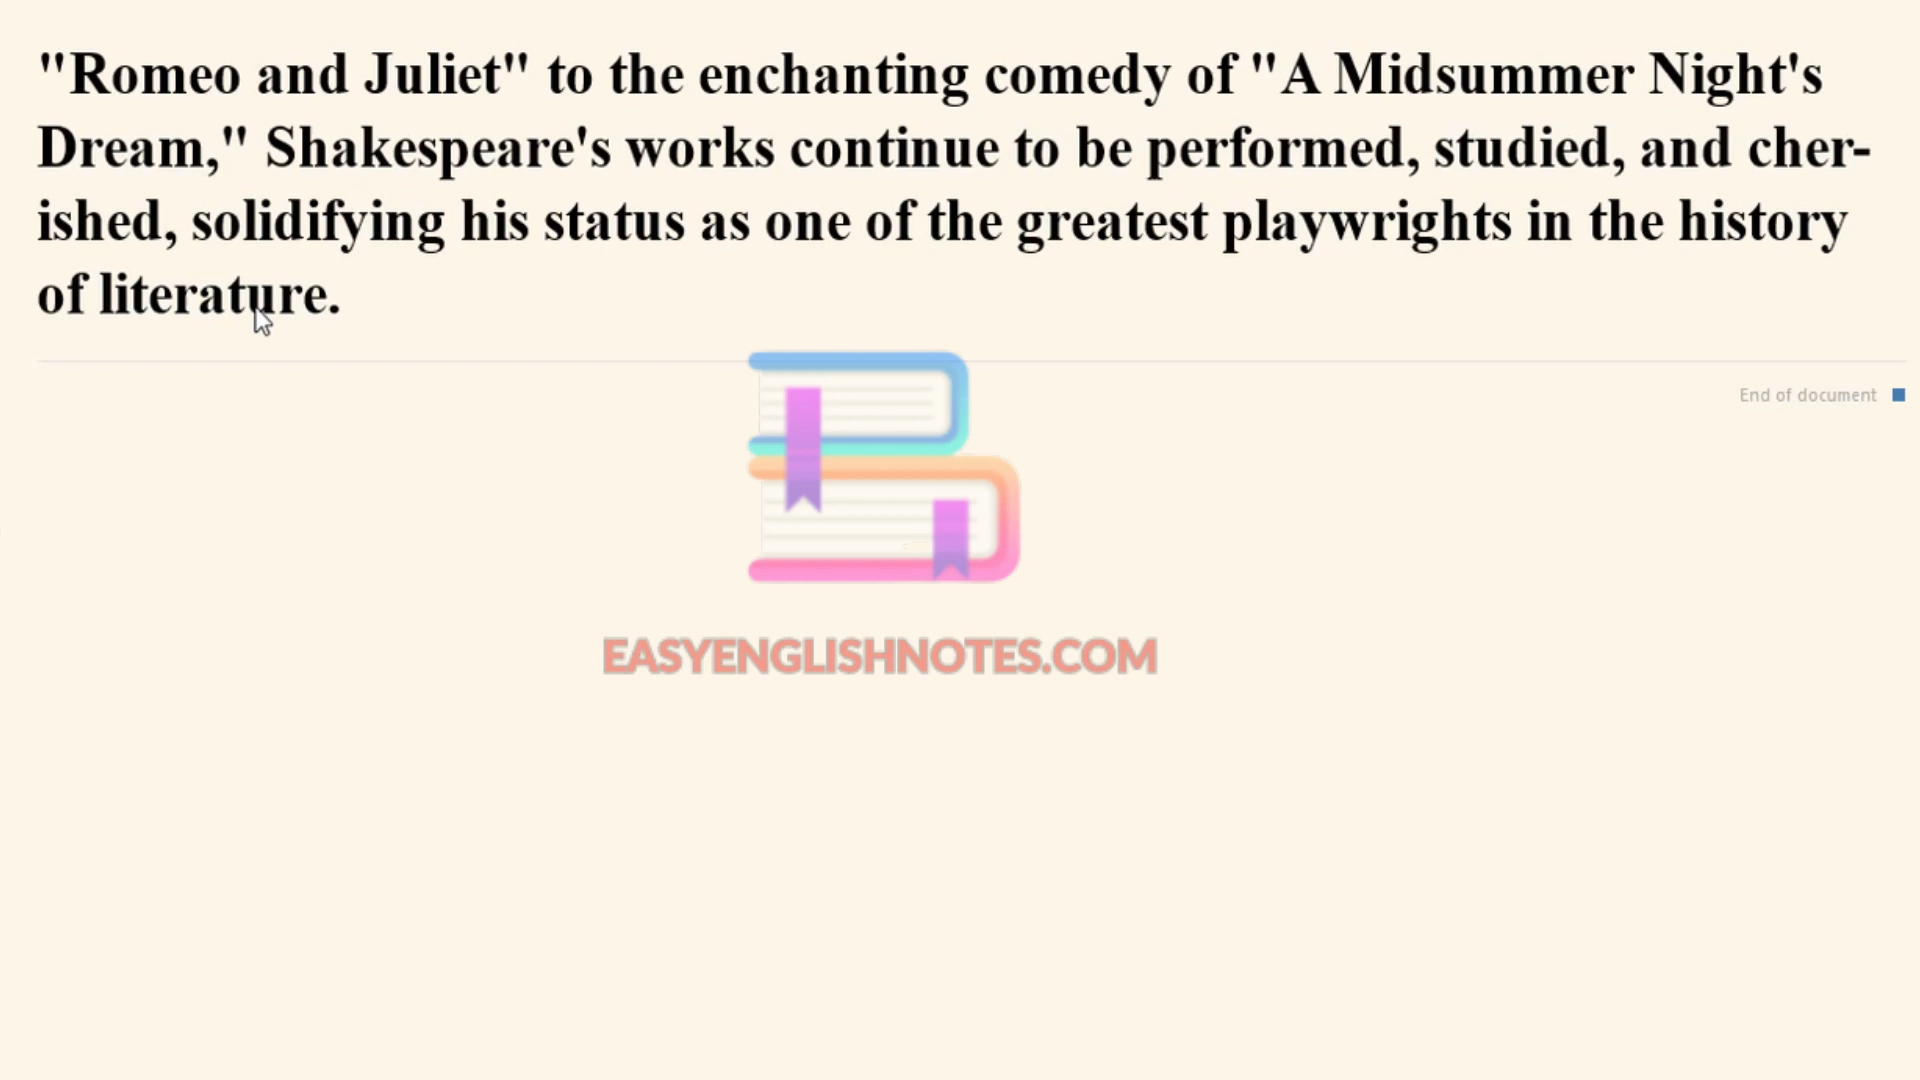 "Romeo and Juliet" to the enchanting comedy of "A Midsummer Night's
Dream," Shakespeare's works continue to be performed, studied, and cher-
ished, solidifying his status as one of the greatest playwrights in the history
of literature.
End of document
EASYENGLISHNOTES.COM